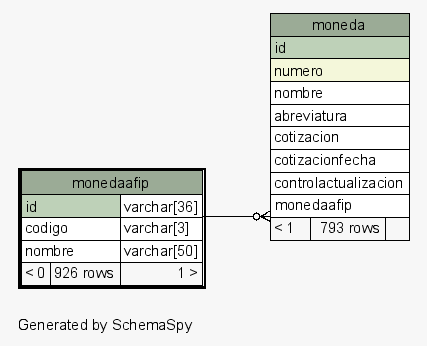 moneda
id
numero
nombre
abreviatura
cotizacion
cotizacionfecha
controlactualizacion
monedaafip
< 1 793 rows
monedaafip
id varchar[36]
codigo varchar[3]
nombre varchar[50]
< 0 926 rows 1 >
Generated by SchemaSpy